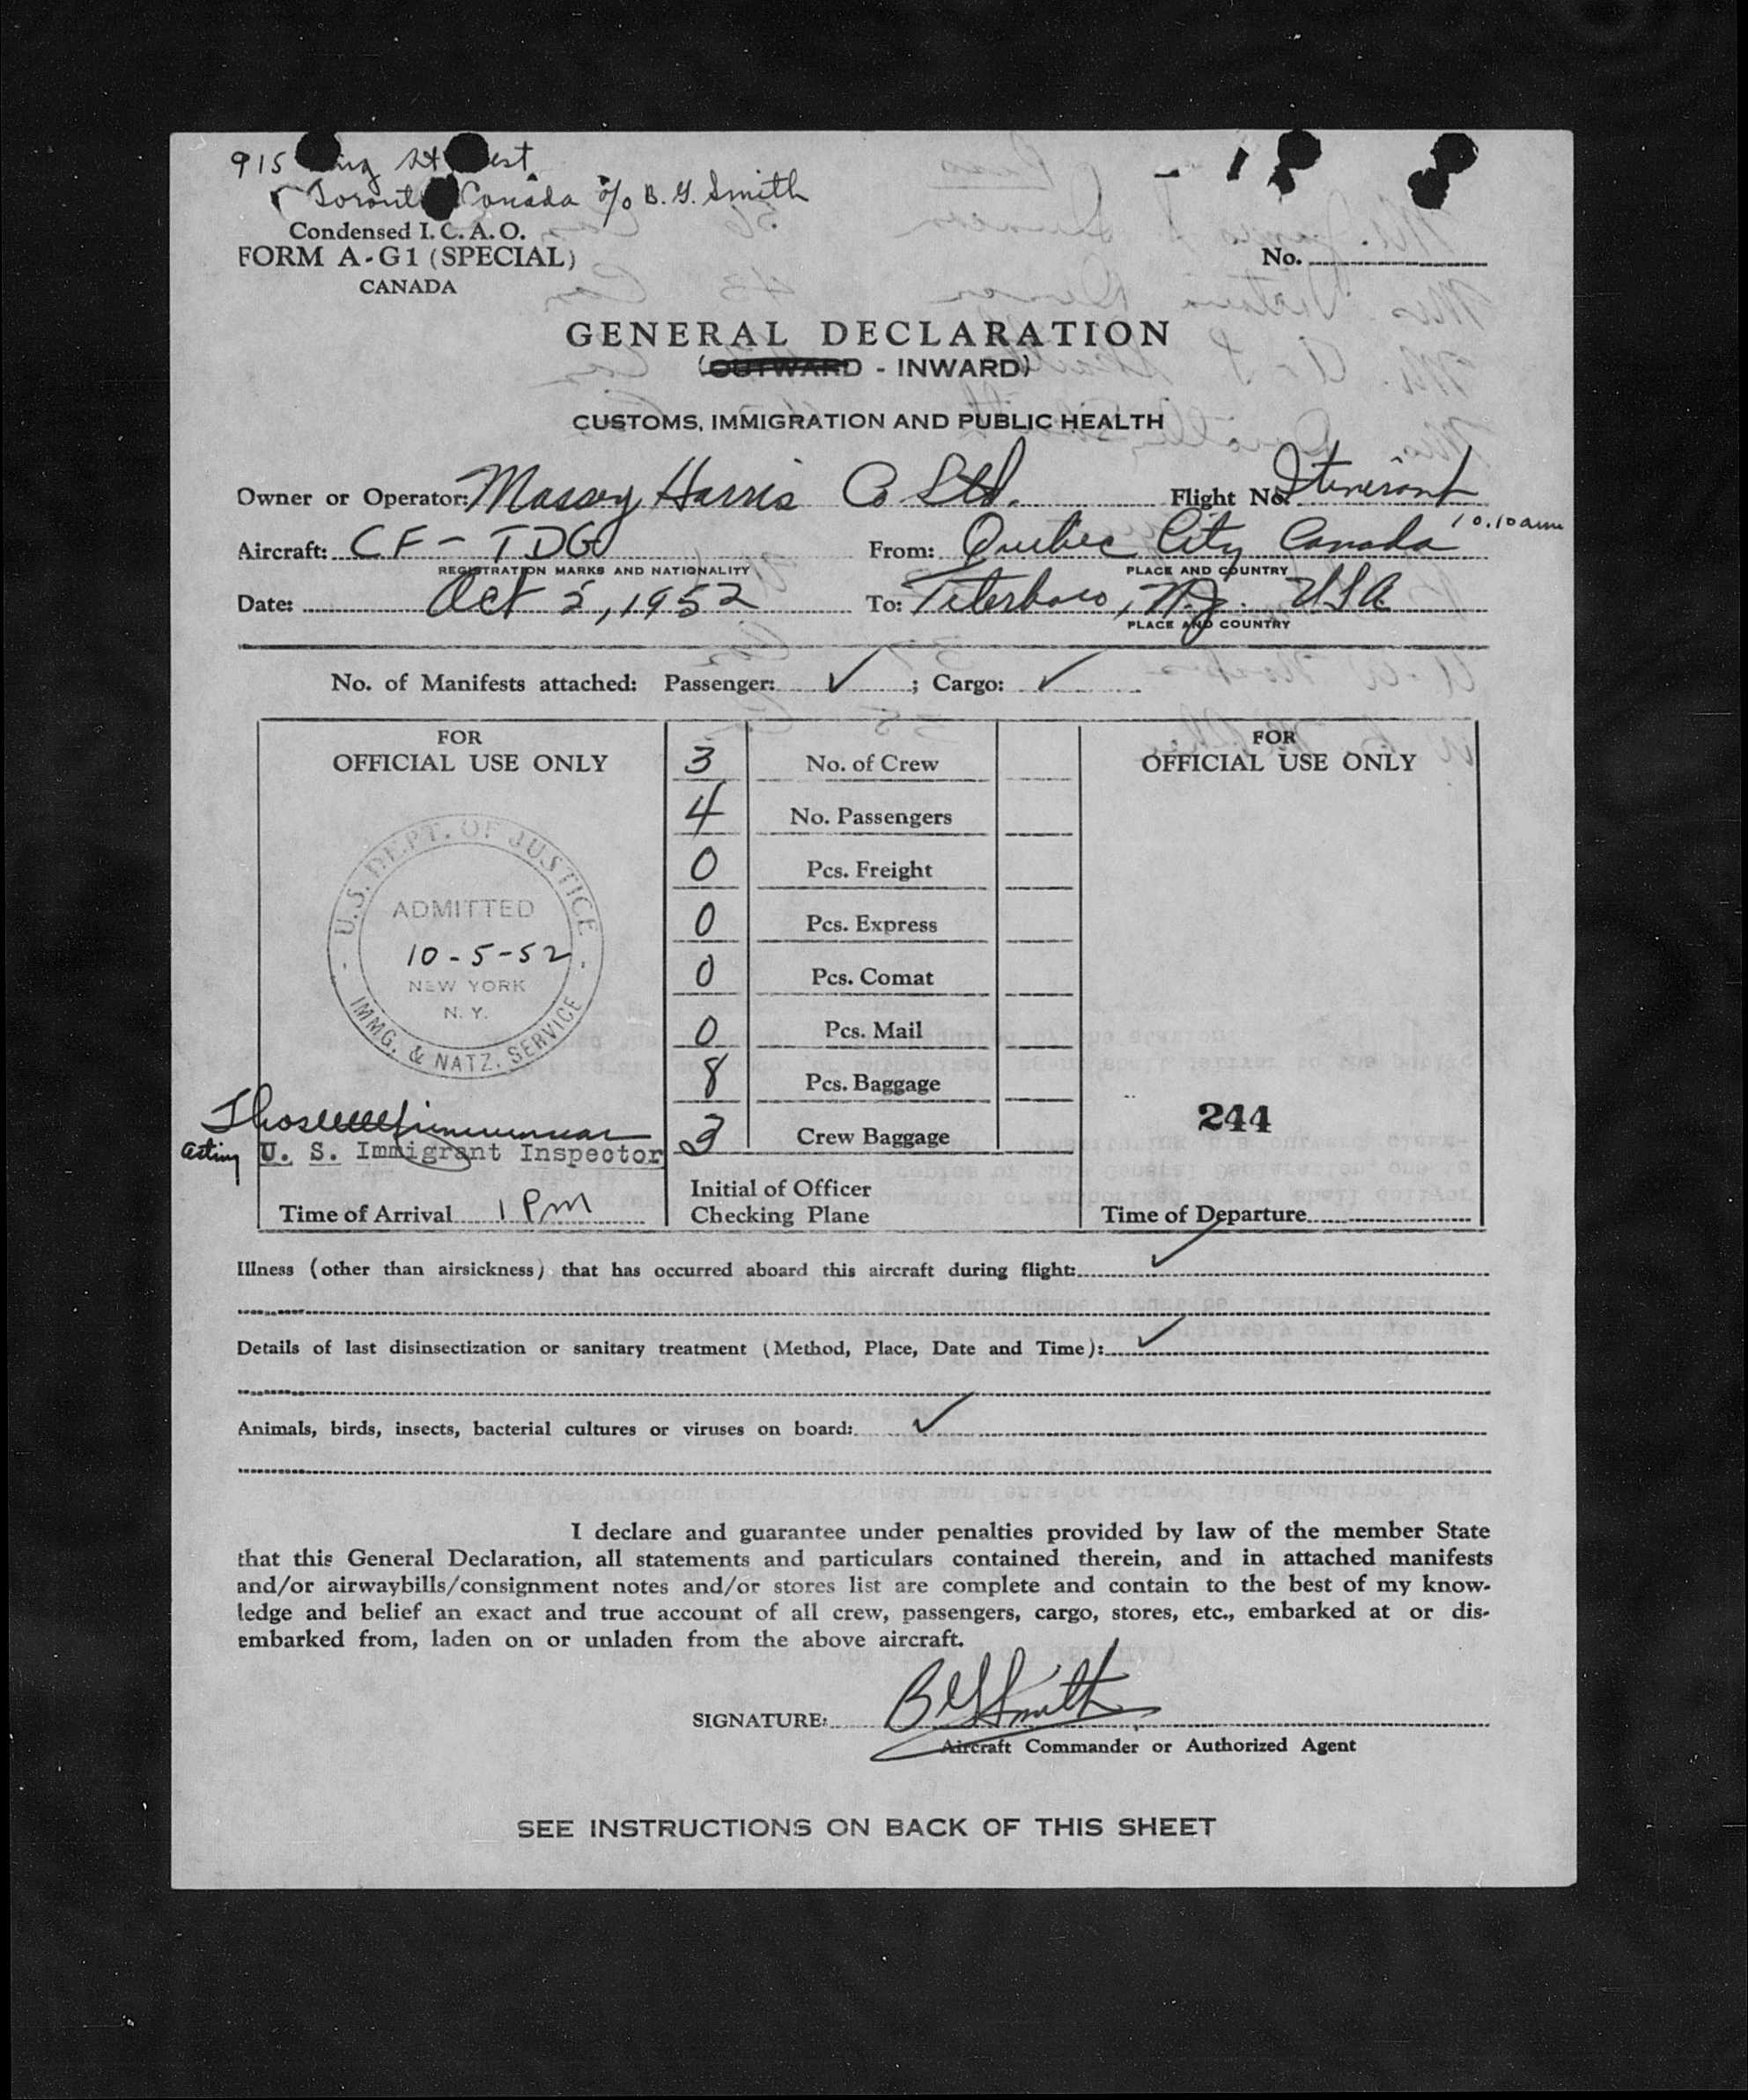 915 King St West
Toronto Canada c/o B. G. Smith
Condensed I. C. A. O.
FORM A-G1 (SPECIAL)
CANADA
No.
GENERAL DECLARATION
(OUTWARD - INWARD)
CUSTOMS, IMMIGRATION AND PUBLIC HEALTH
Owner or Operator: Massey Harris Co Ltd. Flight No. Itinerant
Aircraft: CF-TDG From: Quebec City Canada 10.10 am
REGISTRATION MARKS AND NATIONALITY PLACE AND COUNTRY
Date: Oct 5, 1952 To: Teterboro, N.J. USA
PLACE AND COUNTRY
No. of Manifests attached: Passenger: ✓; Cargo: ✓
FOR
OFFICIAL USE ONLY
U.S. DEPT. OF JUSTICE
ADMITTED
10-5-52
NEW YORK
N. Y.
IMMG. & NATZ. SERVICE
Acting U. S. Immigrant Inspector
Time of Arrival 1 PM
3 No. of Crew
4 No. Passengers
0 Pcs. Freight
0 Pcs. Express
0 Pcs. Comat
0 Pcs. Mail
8 Pcs. Baggage
3 Crew Baggage
Initial of Officer
Checking Plane
FOR
OFFICIAL USE ONLY
244
Time of Departure
Illness (other than airsickness) that has occurred aboard this aircraft during flight: ✓
Details of last disinsectization or sanitary treatment (Method, Place, Date and Time): ✓
Animals, birds, insects, bacterial cultures or viruses on board: ✓
I declare and guarantee under penalties provided by law of the member State
that this General Declaration, all statements and particulars contained therein, and in attached manifests
and/or airwaybills/consignment notes and/or stores list are complete and contain to the best of my know-
ledge and belief an exact and true account of all crew, passengers, cargo, stores, etc., embarked at or dis-
embarked from, laden on or unladen from the above aircraft.
SIGNATURE: B G Smith
Aircraft Commander or Authorized Agent
SEE INSTRUCTIONS ON BACK OF THIS SHEET